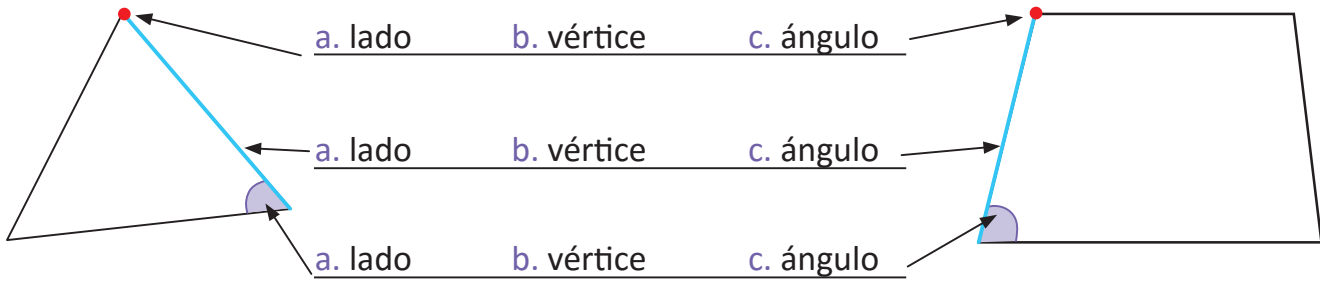 a. lado b. vértice c. ángulo
a. lado b. vértice c. ángulo
a. lado b. vértice c. ángulo